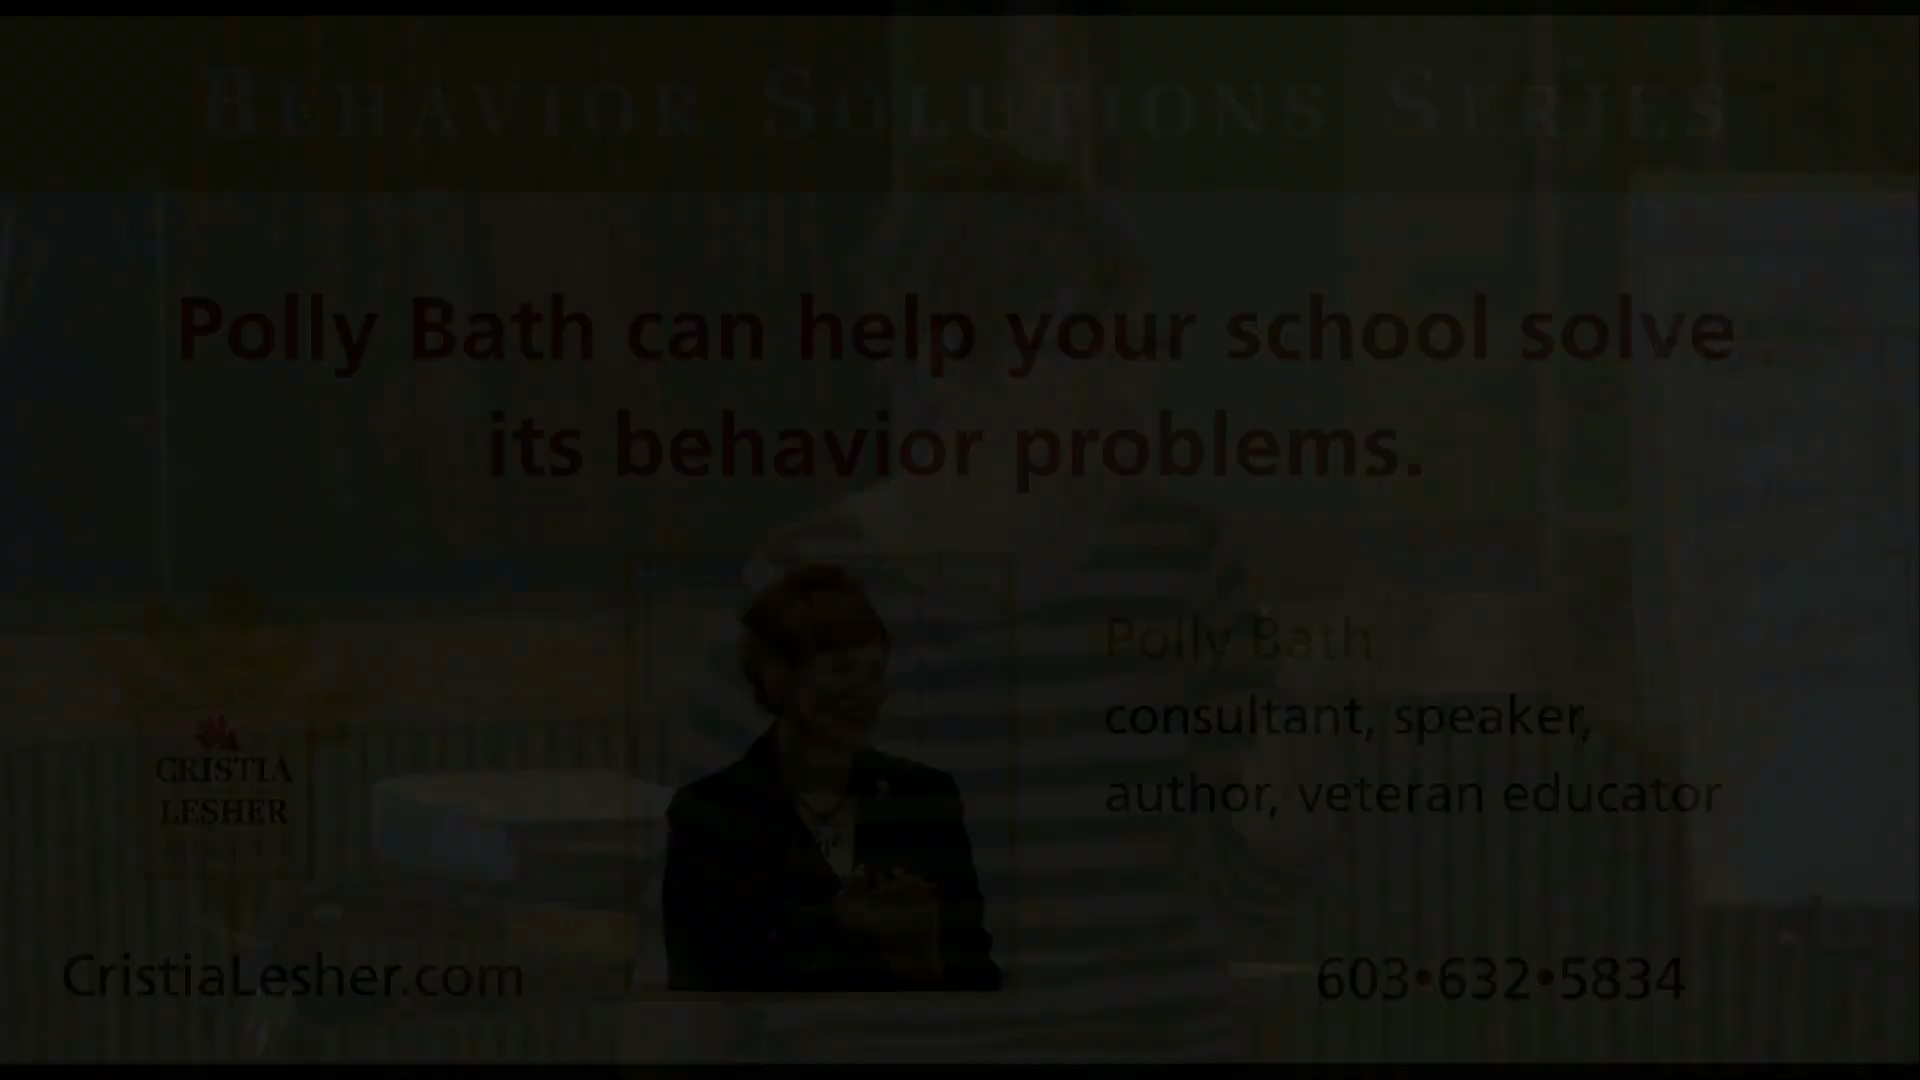 BEHAVIOR SOLUTIONS SERIES
Polly Bath can help your school solve
its behavior problems.
Polly Bath,
consultant, speaker,
author, veteran educator
CRISTIA
LESHER
CristiaLesher.com
603•632•5834